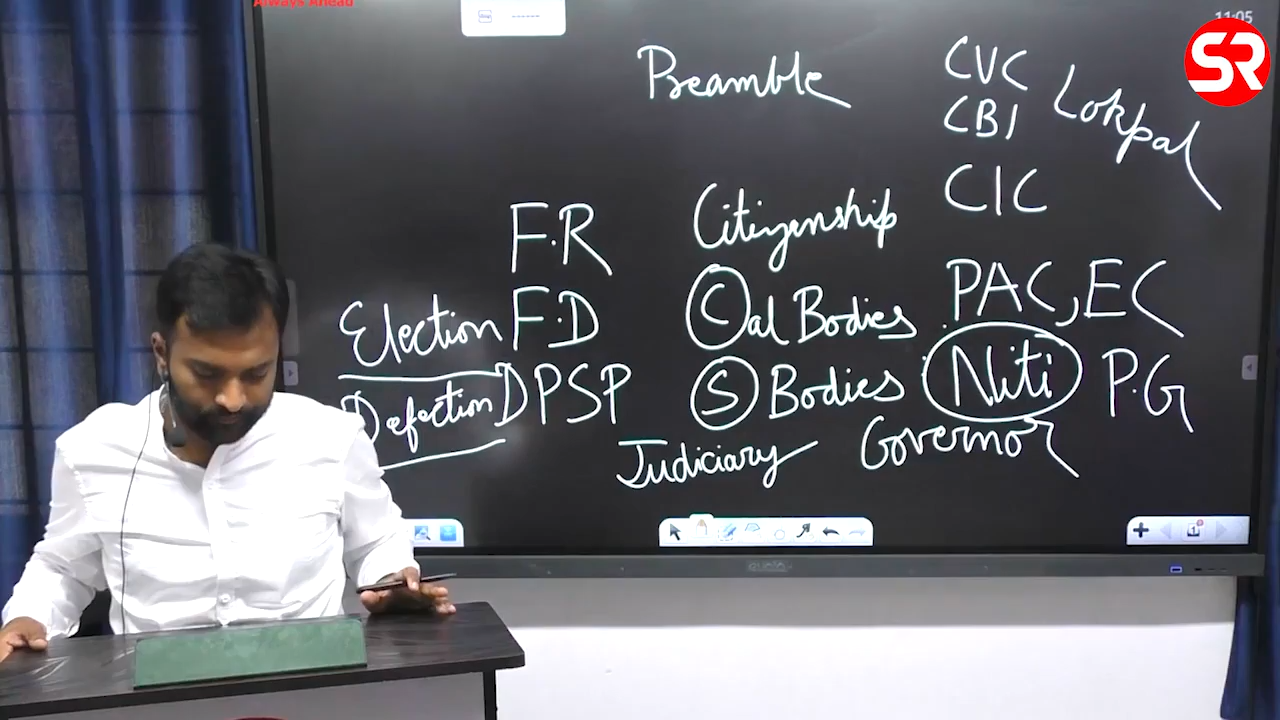 Always Ahead
11:05
SR
Preamble
CVC
CBI
Lokpal
CIC
F.R
Citizenship
Election
F.D
Cal Bodies
PAC, EC
Defection
DPSP
S Bodies
Niti
P.G
Judiciary
Governor